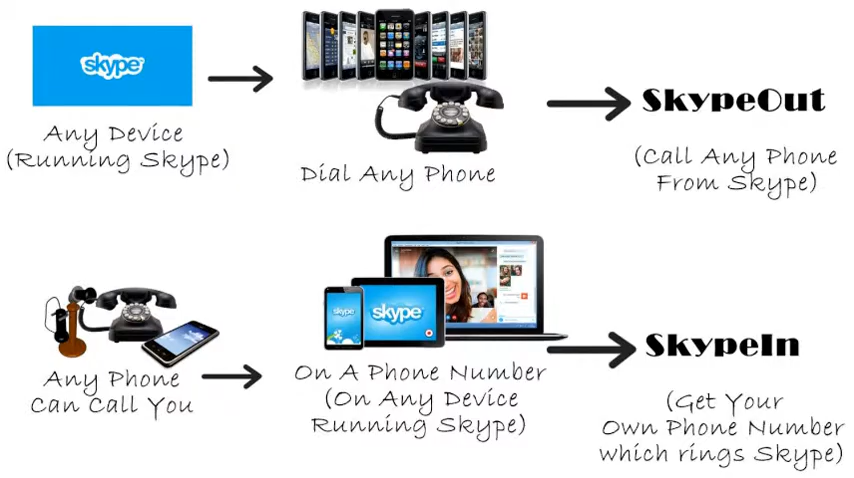 skype
Any Device
(Running Skype)
Dial Any Phone
SkypeOut
(Call Any Phone
From Skype)
Any Phone
Can Call You
skype
skype
On A Phone Number
(On Any Device
Running Skype)
SkypeIn
(Get Your
Own Phone Number
which rings Skype)